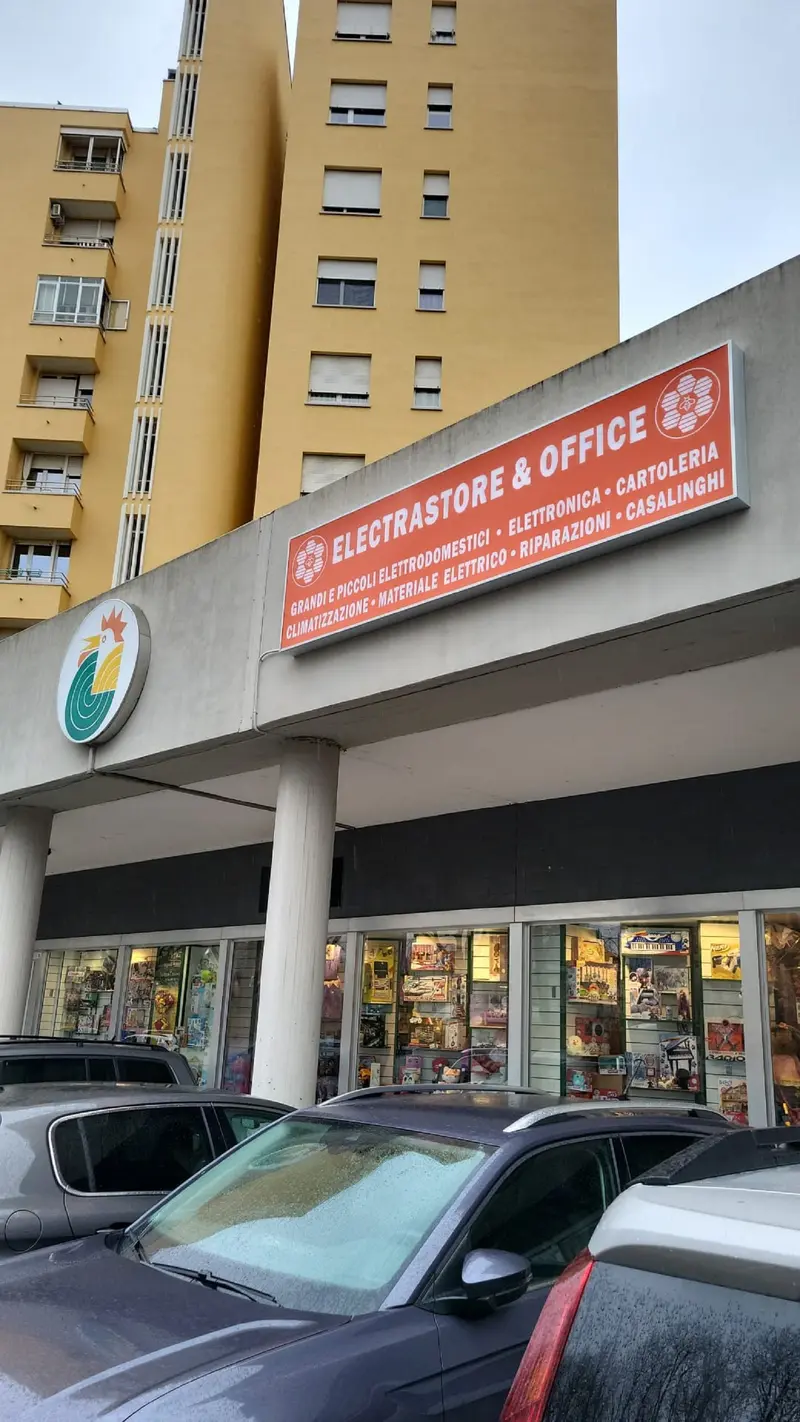 ELECTRASTORE & OFFICE
GRANDI E PICCOLI ELETTRODOMESTICI • ELETTRONICA • CARTOLERIA
CLIMATIZZAZIONE • MATERIALE ELETTRICO • RIPARAZIONI • CASALINGHI